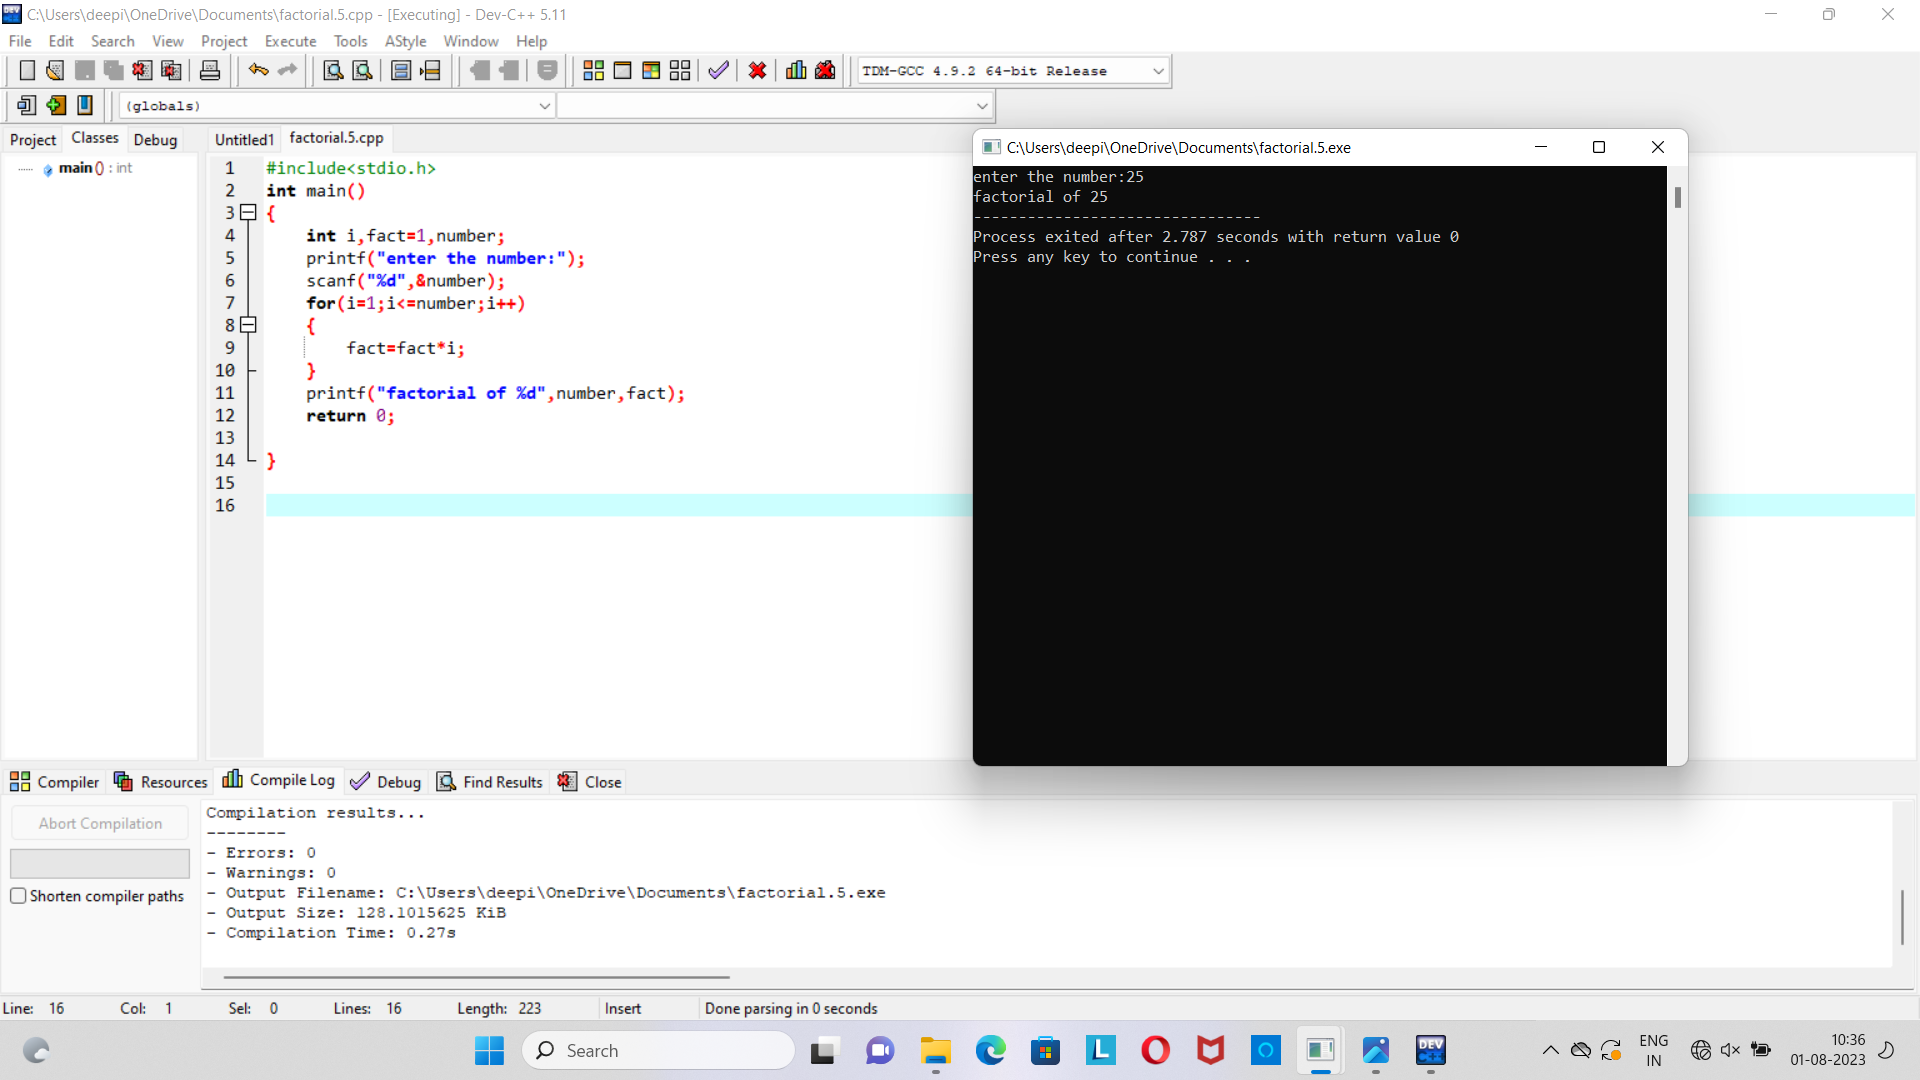 C:\Users\deepi\OneDrive\Documents\factorial.5.cpp - [Executing] - Dev-C++ 5.11
File Edit Search View Project Execute Tools AStyle Window Help
TDM-GCC 4.9.2 64-bit Release
(globals)
Project Classes Debug
Untitled1 factorial.5.cpp
main () : int
1 #include<stdio.h>
2 int main()
3 {
4 int i,fact=1,number;
5 printf("enter the number:");
6 scanf("%d",&number);
7 for(i=1;i<=number;i++)
8 {
9 fact=fact*i;
10 }
11 printf("factorial of %d",number,fact);
12 return 0;
13
14 }
15
16
C:\Users\deepi\OneDrive\Documents\factorial.5.exe
enter the number:25
factorial of 25
--------------------------------
Process exited after 2.787 seconds with return value 0
Press any key to continue . . .
Compiler Resources Compile Log Debug Find Results Close
Abort Compilation
Shorten compiler paths
Compilation results...
--------
- Errors: 0
- Warnings: 0
- Output Filename: C:\Users\deepi\OneDrive\Documents\factorial.5.exe
- Output Size: 128.1015625 KiB
- Compilation Time: 0.27s
Line: 16 Col: 1 Sel: 0 Lines: 16 Length: 223 Insert Done parsing in 0 seconds
Search
L
DEV
C++
ENG
IN
10:36
01-08-2023